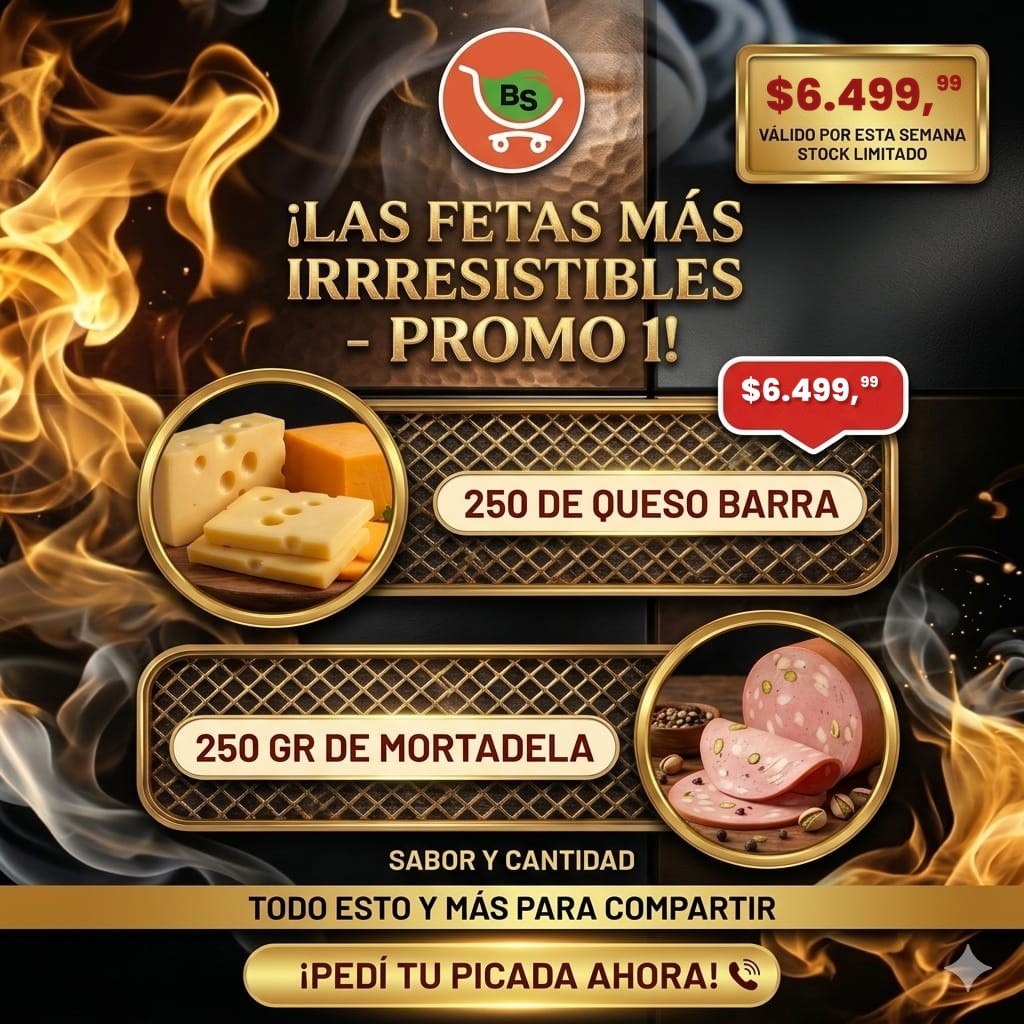 BS
$6.499,99
VÁLIDO POR ESTA SEMANA
STOCK LIMITADO
¡LAS FETAS MÁS
IRRRESISTIBLES
- PROMO 1!
$6.499,99
250 DE QUESO BARRA
250 GR DE MORTADELA
SABOR Y CANTIDAD
TODO ESTO Y MÁS PARA COMPARTIR
¡PEDÍ TU PICADA AHORA!